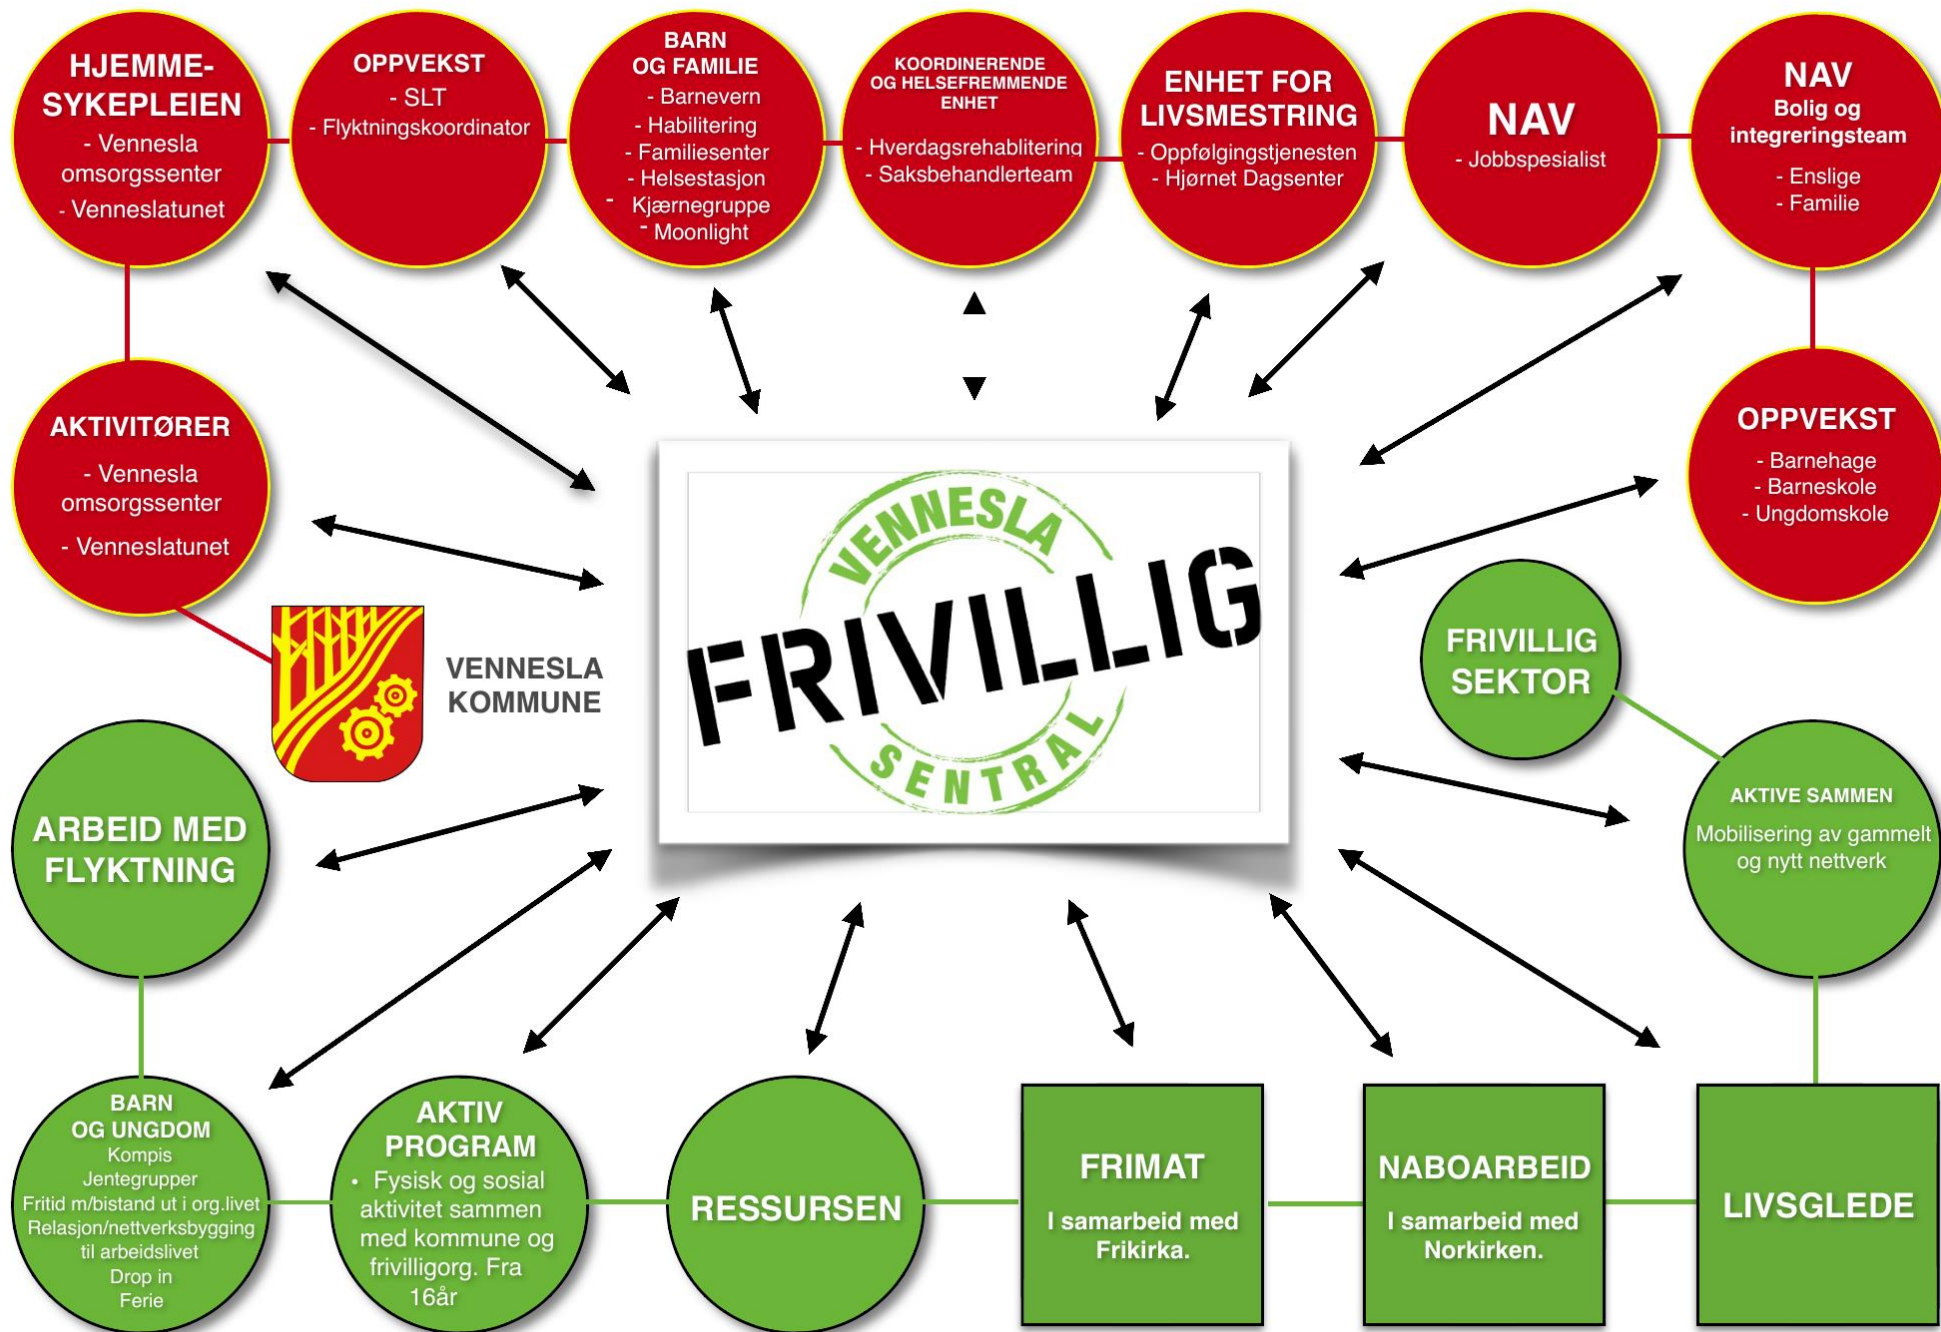 HJEMME-
SYKEPLEIEN
- Vennesla
omsorgssenter
- Venneslatunet
OPPVEKST
- SLT
- Flyktningskoordinator
BARN
OG FAMILIE
- Barnevern
- Habilitering
- Familiesenter
- Helsestasjon
- Kjærnegruppe
- Moonlight
KOORDINERENDE
OG HELSEFREMMENDE
ENHET
- Hverdagsrehablitering
- Saksbehandlerteam
ENHET FOR
LIVSMESTRING
- Oppfølgingstjenesten
- Hjørnet Dagsenter
NAV
- Jobbspesialist
NAV
Bolig og
integreringsteam
- Enslige
- Familie
AKTIVITØRER
- Vennesla
omsorgssenter
- Venneslatunet
OPPVEKST
- Barnehage
- Barneskole
- Ungdomskole
VENNESLA
FRIVILLIG
SENTRAL
VENNESLA
KOMMUNE
FRIVILLIG
SEKTOR
ARBEID MED
FLYKTNING
AKTIVE SAMMEN
Mobilisering av gammelt
og nytt nettverk
BARN
OG UNGDOM
Kompis
Jentegrupper
Fritid m/bistand ut i org.livet
Relasjon/nettverksbygging
til arbeidslivet
Drop in
Ferie
AKTIV
PROGRAM
• Fysisk og sosial
aktivitet sammen
med kommune og
frivilligorg. Fra
16år
RESSURSEN
FRIMAT
I samarbeid med
Frikirka.
NABOARBEID
I samarbeid med
Norkirken.
LIVSGLEDE